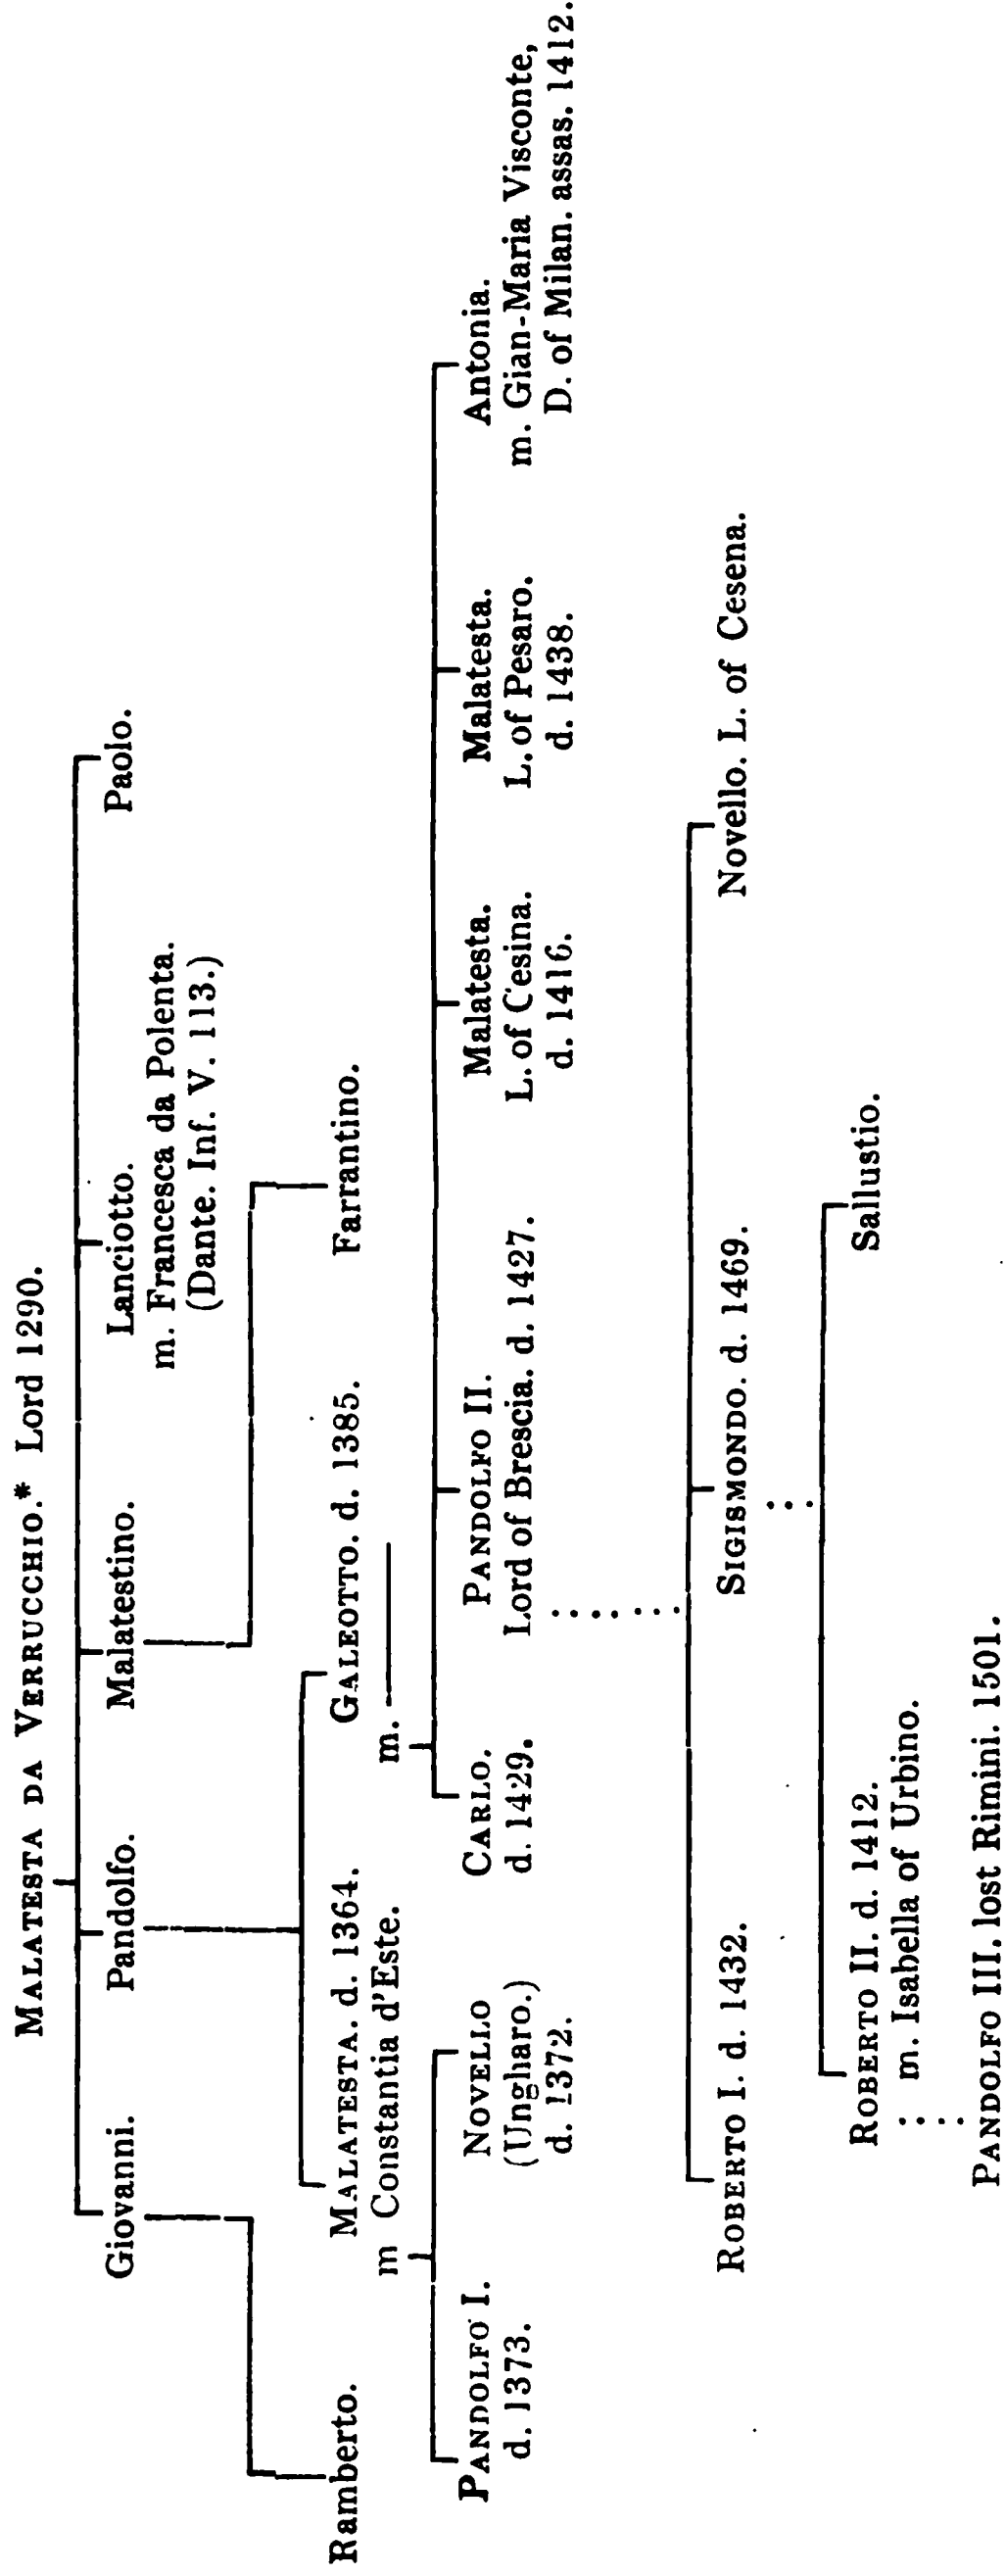 MALATESTA DA VERRUCCHIO.* Lord 1290.
Giovanni.
Pandolfo.
Malatestino.
Lanciotto.
m. Francesca da Polenta.
(Dante. Inf. V. 113.)
Paolo.
Ramberto.
MALATESTA. d. 1364.
m Constantia d'Este.
GALEOTTO. d. 1385.
m. ———
Farrantino.
PANDOLFO I.
d. 1373.
NOVELLO
(Ungharo.)
d. 1372.
CARLO.
d. 1429.
PANDOLFO II.
Lord of Brescia. d. 1427.
Malatesta.
L. of Cesina.
d. 1416.
Malatesta.
L. of Pesaro.
d. 1438.
Antonia.
m. Gian-Maria Visconte,
D. of Milan. assas. 1412.
ROBERTO I. d. 1432.
SIGISMONDO. d. 1469.
Novello. L. of Cesena.
ROBERTO II. d. 1412.
m. Isabella of Urbino.
Sallustio.
PANDOLFO III. lost Rimini. 1501.